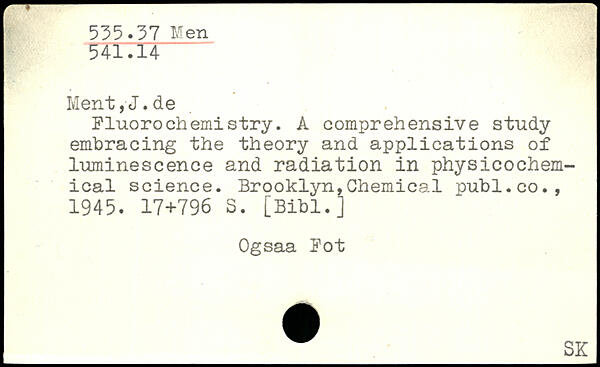 535.37 Men
541.14
Ment,J.de
Fluorochemistry. A comprehensive study
embracing the theory and applications of
luminescence and radiation in physicochem-
ical science. Brooklyn,Chemical publ.co.,
1945. 17+796 S. [Bibl.]
Ogsaa Fot
SK